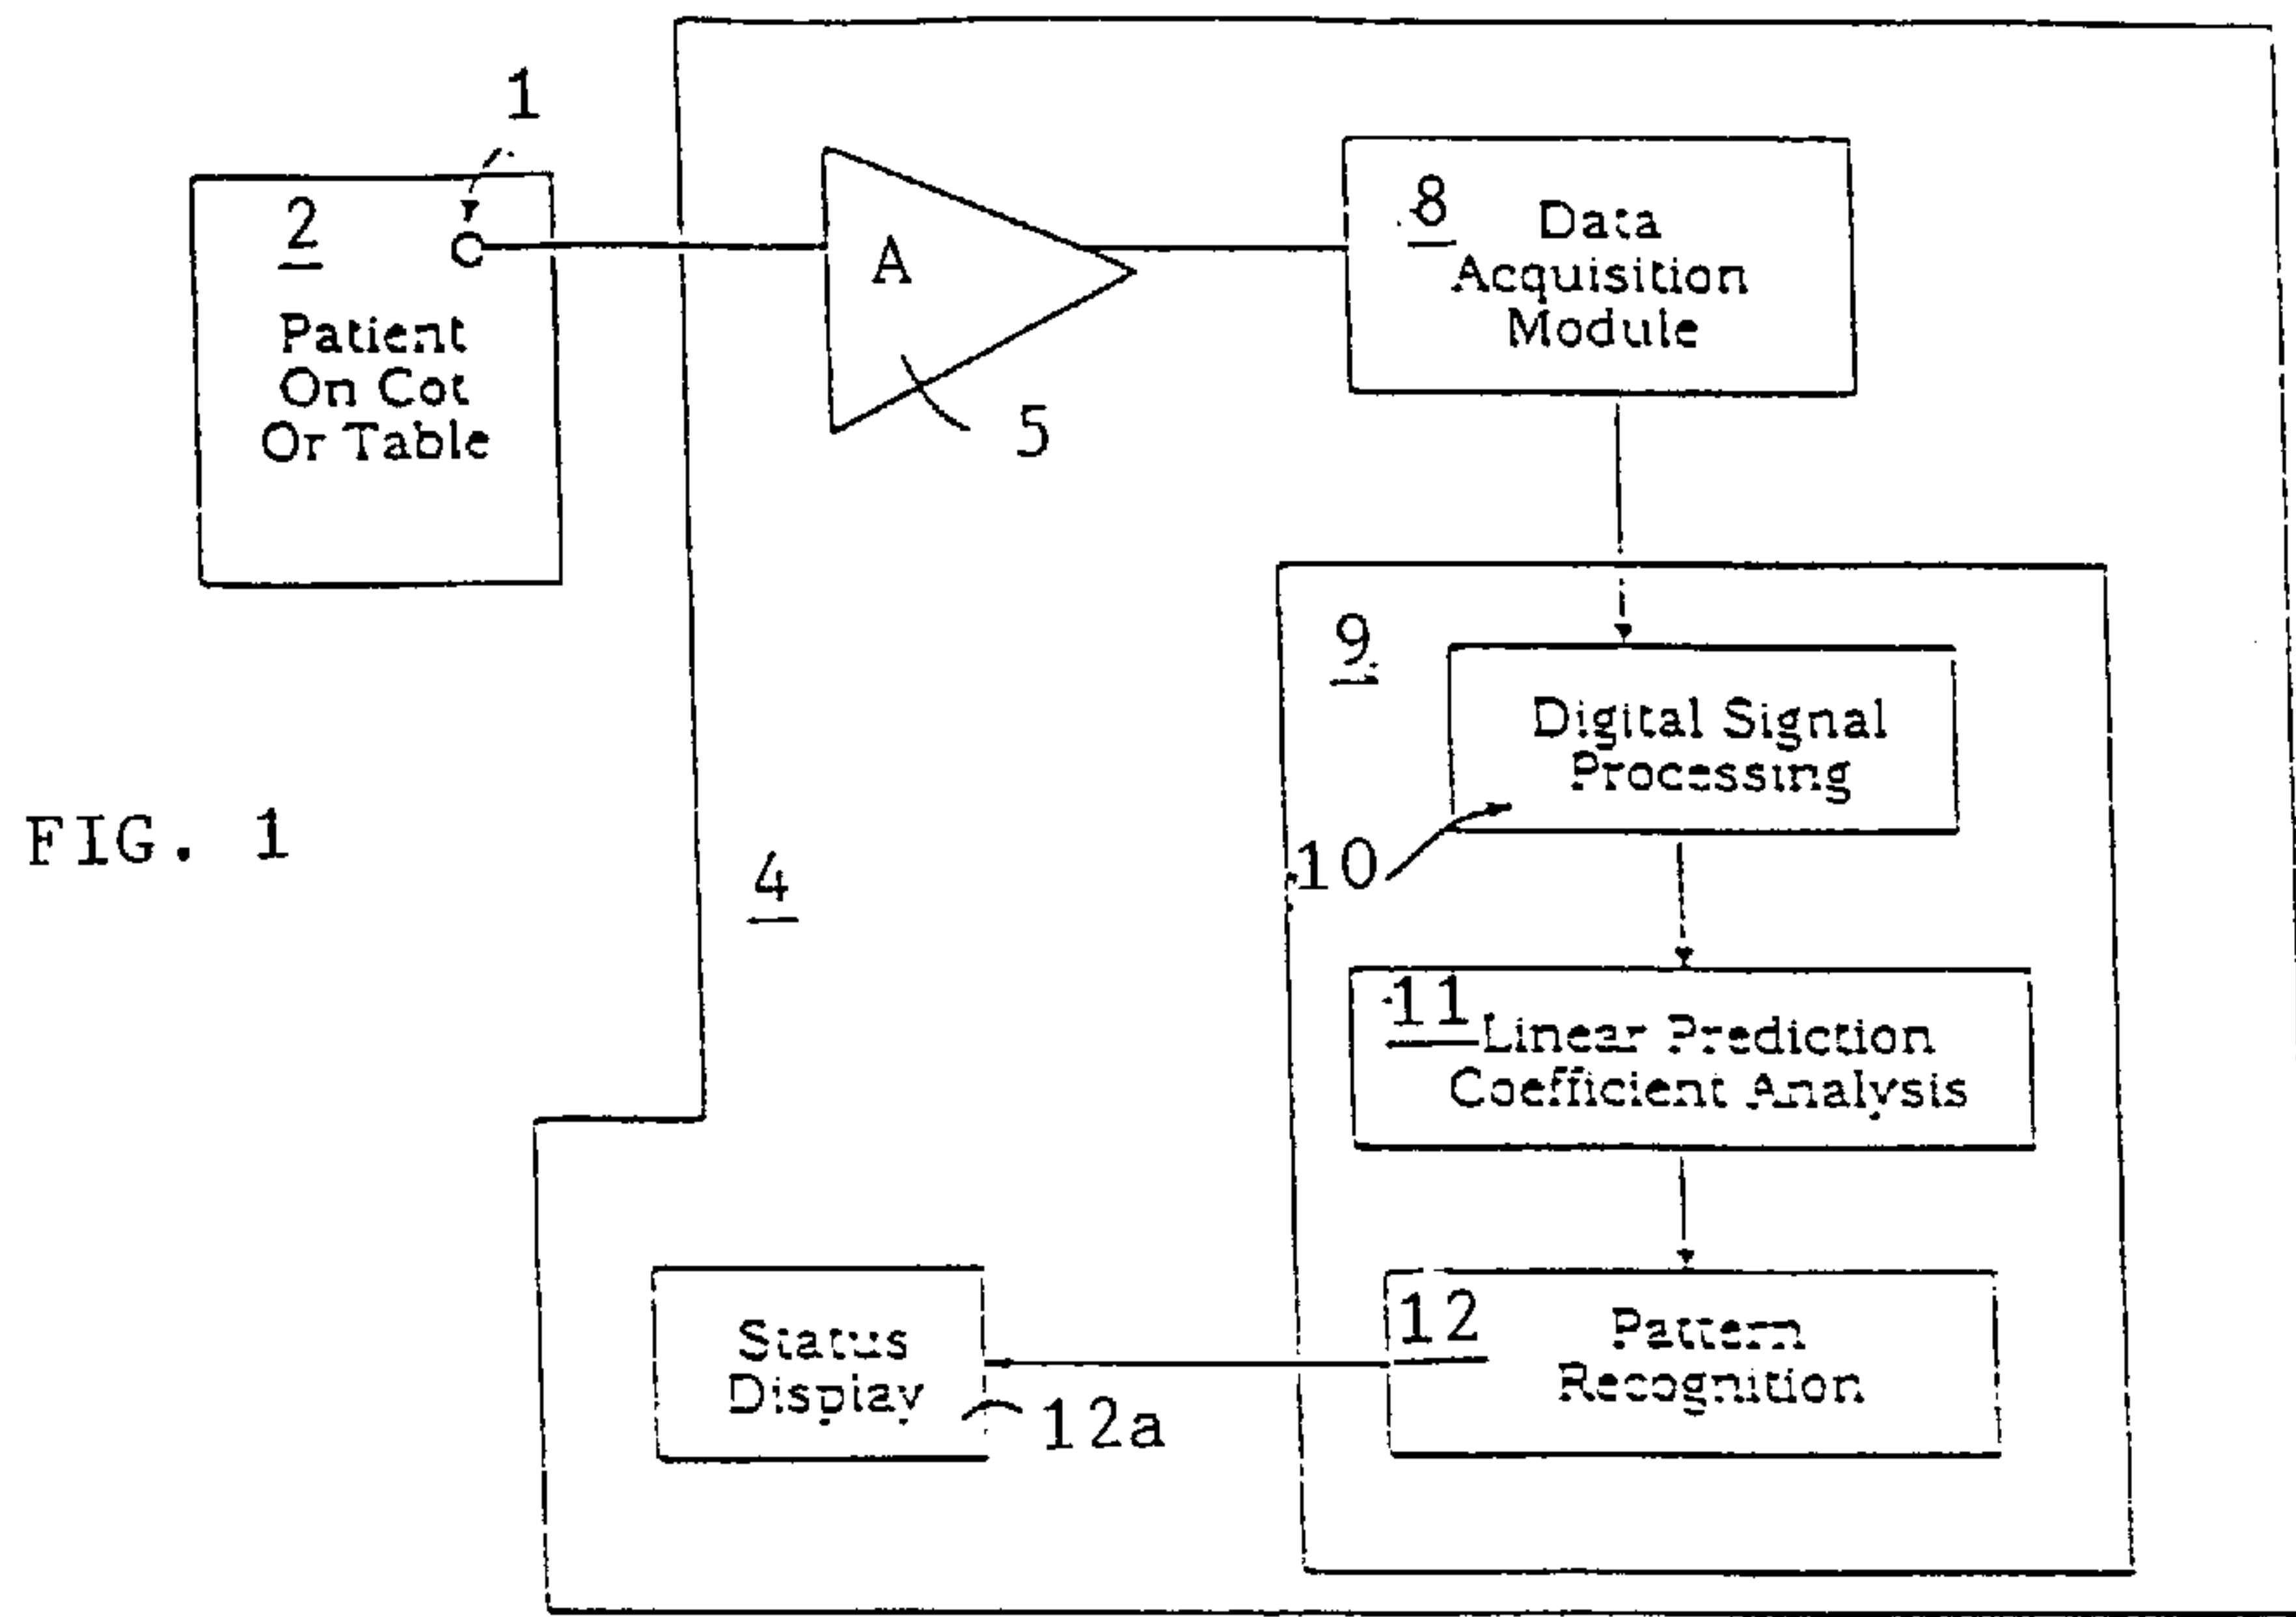 1
2
Patient
On Cot
Or Table
A
5
8
Data
Acquisition
Module
9
Digital Signal
Processing
10
FIG. 1
4
11
Linear Prediction
Coefficient Analysis
12
Pattern
Recognition
Status
Display
12a